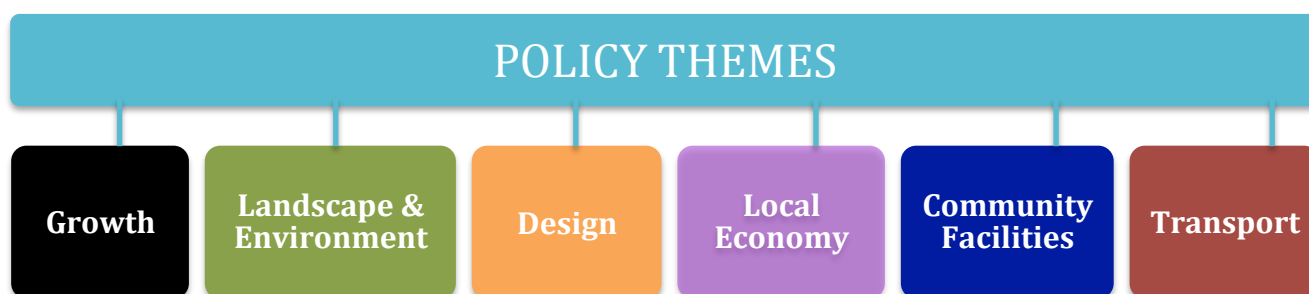 POLICY THEMES
Growth
Landscape &
Environment
Design
Local
Economy
Community
Facilities
Transport